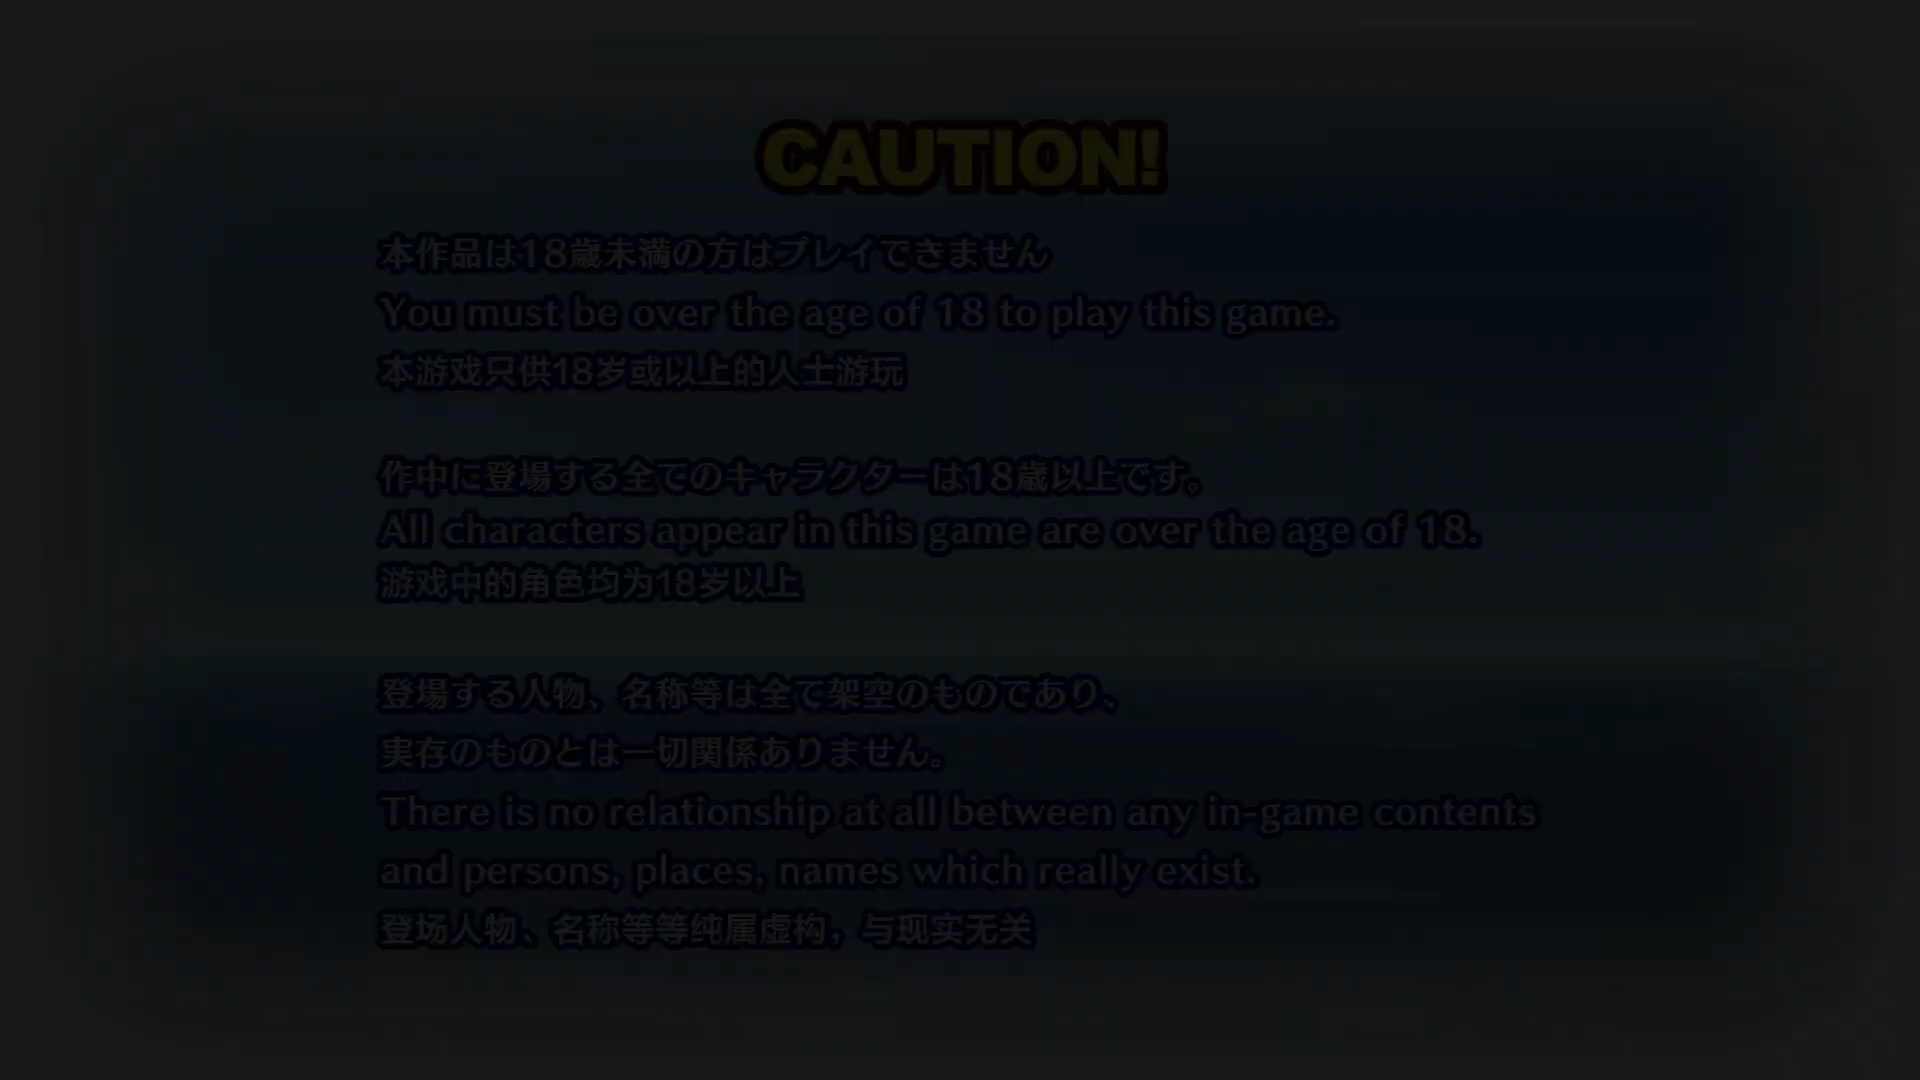 CAUTION!
本作品は18歳未満の方はプレイできません
You must be over the age of 18 to play this game.
本游戏只供18岁或以上的人士游玩
作中に登場する全てのキャラクターは18歳以上です。
All characters appear in this game are over the age of 18.
游戏中的角色均为18岁以上
登場する人物、名称等は全て架空のものであり、
実存のものとは一切関係ありません。
There is no relationship at all between any in-game contents
and persons, places, names which really exist.
登场人物、名称等等纯属虚构，与现实无关